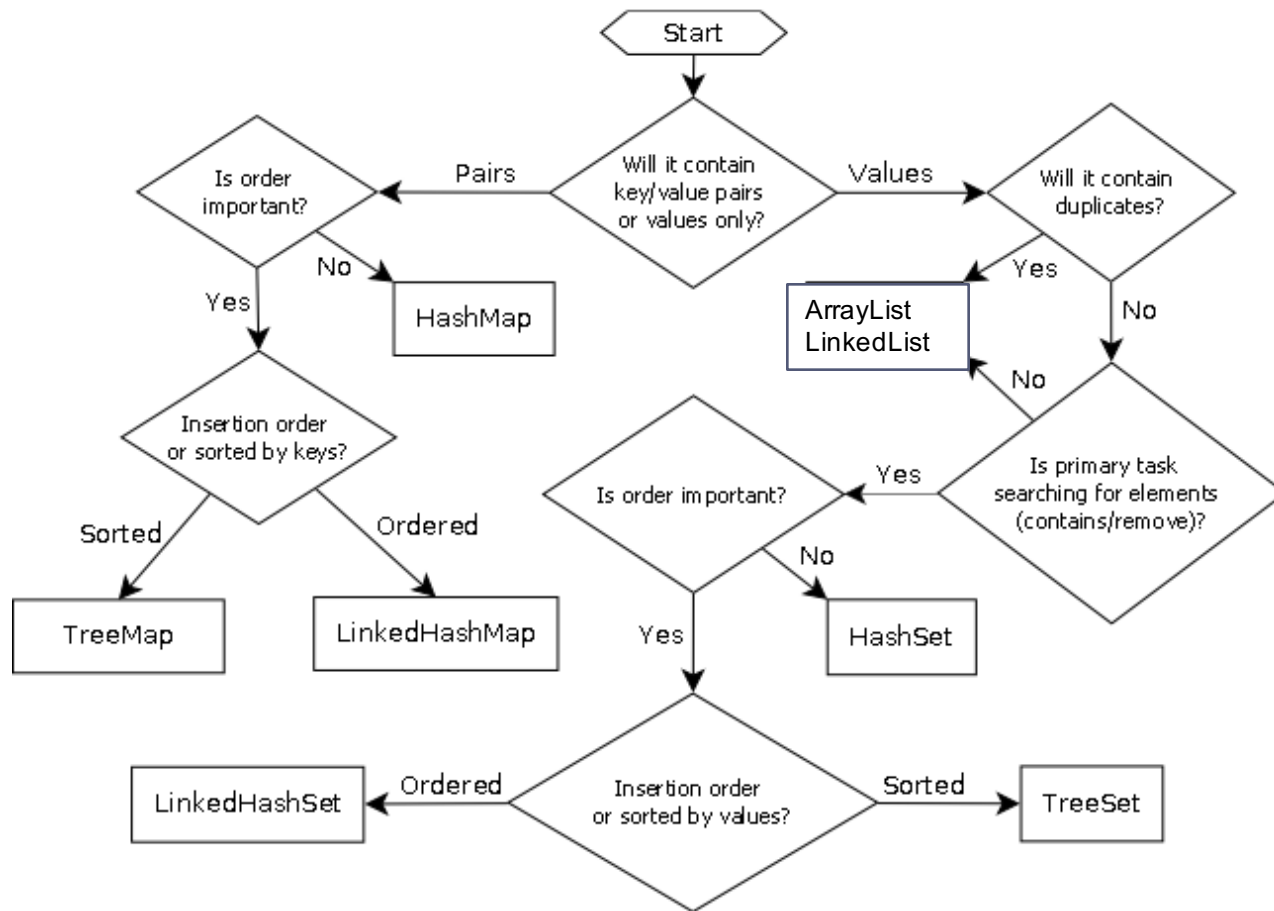 Start
Will it contain
key/value pairs
or values only?
Pairs
Values
Is order
important?
Will it contain
duplicates?
No
Yes
Yes
No
HashMap
ArrayList
LinkedList
No
Insertion order
or sorted by keys?
Is primary task
searching for elements
(contains/remove)?
Yes
Is order important?
Sorted
Ordered
No
TreeMap
LinkedHashMap
HashSet
Yes
Insertion order
or sorted by values?
Ordered
Sorted
LinkedHashSet
TreeSet